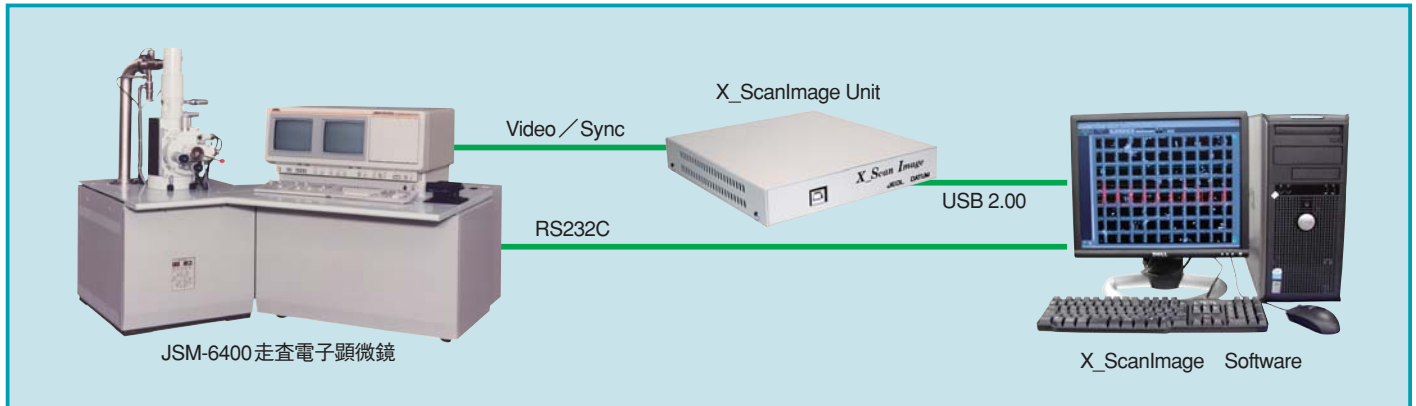 X_ScanImage Unit
Video／Sync
X_Scan Image
JEOL DATUM
USB 2.00
RS232C
DELL
JSM-6400走査電子顕微鏡
X_ScanImage Software